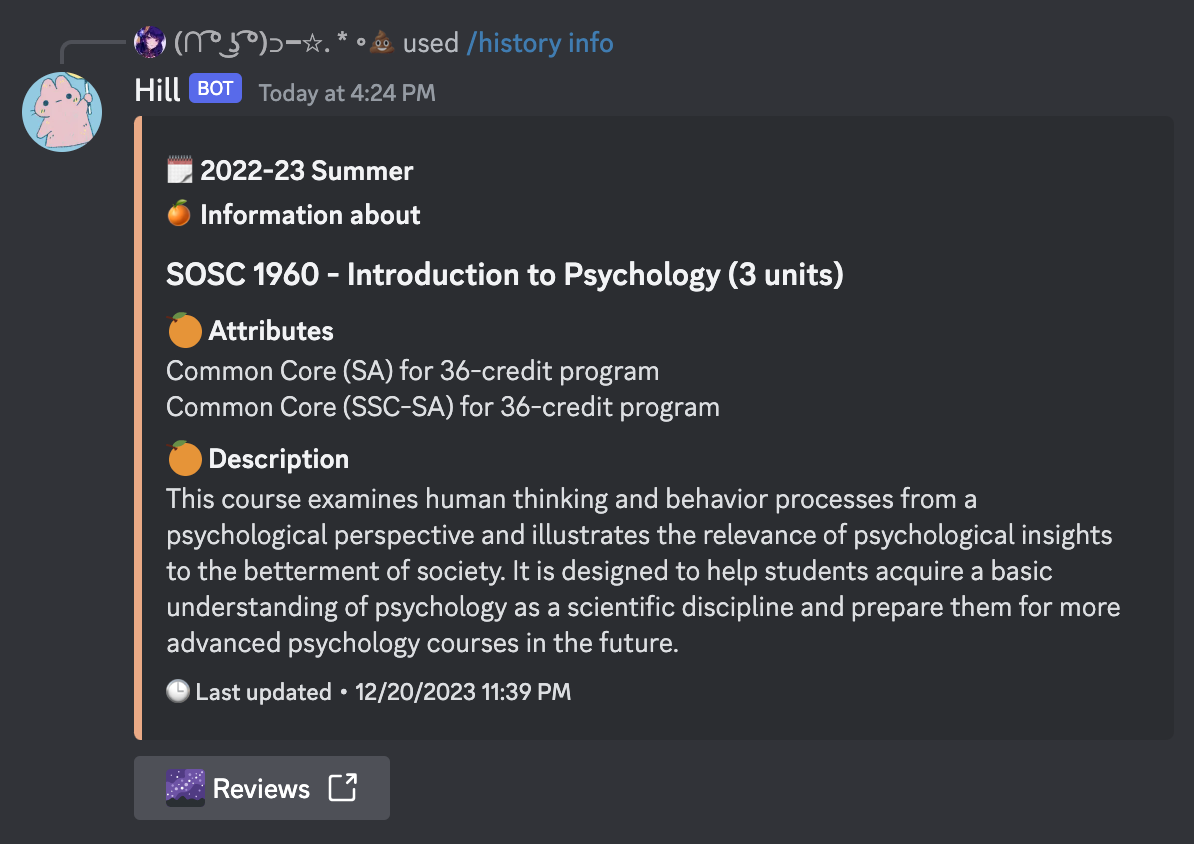 ( ͡° ͜ʖ ͡°)⊃━☆. * ∘💩 used /history info
Hill BOT Today at 4:24 PM
🗓️ 2022-23 Summer
🍊 Information about
SOSC 1960 - Introduction to Psychology (3 units)
Attributes
Common Core (SA) for 36-credit program
Common Core (SSC-SA) for 36-credit program
Description
This course examines human thinking and behavior processes from a
psychological perspective and illustrates the relevance of psychological insights
to the betterment of society. It is designed to help students acquire a basic
understanding of psychology as a scientific discipline and prepare them for more
advanced psychology courses in the future.
🕒 Last updated • 12/20/2023 11:39 PM
Reviews